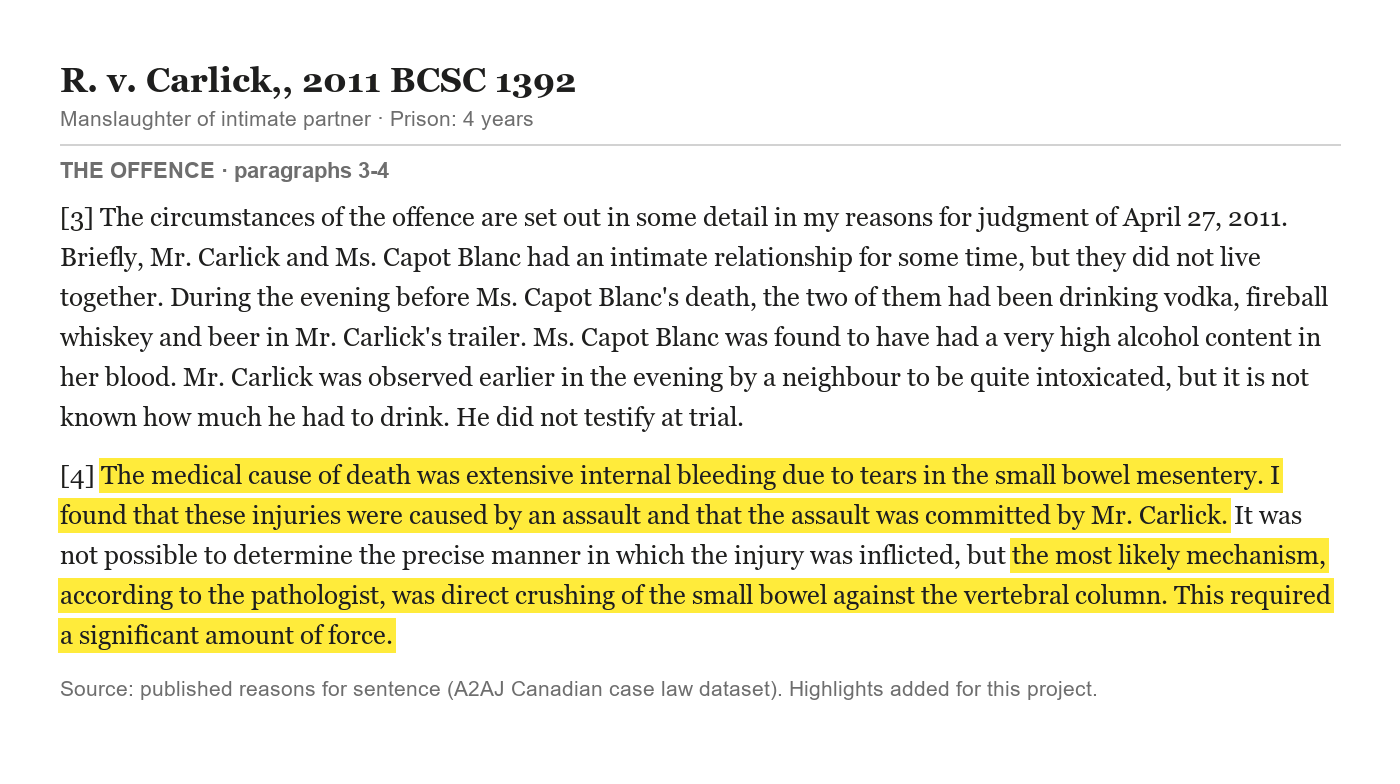 R. v. Carlick,, 2011 BCSC 1392
Manslaughter of intimate partner · Prison: 4 years
THE OFFENCE · paragraphs 3-4
[3] The circumstances of the offence are set out in some detail in my reasons for judgment of April 27, 2011.
Briefly, Mr. Carlick and Ms. Capot Blanc had an intimate relationship for some time, but they did not live
together. During the evening before Ms. Capot Blanc's death, the two of them had been drinking vodka, fireball
whiskey and beer in Mr. Carlick's trailer. Ms. Capot Blanc was found to have had a very high alcohol content in
her blood. Mr. Carlick was observed earlier in the evening by a neighbour to be quite intoxicated, but it is not
known how much he had to drink. He did not testify at trial.
[4] The medical cause of death was extensive internal bleeding due to tears in the small bowel mesentery. I
found that these injuries were caused by an assault and that the assault was committed by Mr. Carlick. It was
not possible to determine the precise manner in which the injury was inflicted, but the most likely mechanism,
according to the pathologist, was direct crushing of the small bowel against the vertebral column. This required
a significant amount of force.
Source: published reasons for sentence (A2AJ Canadian case law dataset). Highlights added for this project.